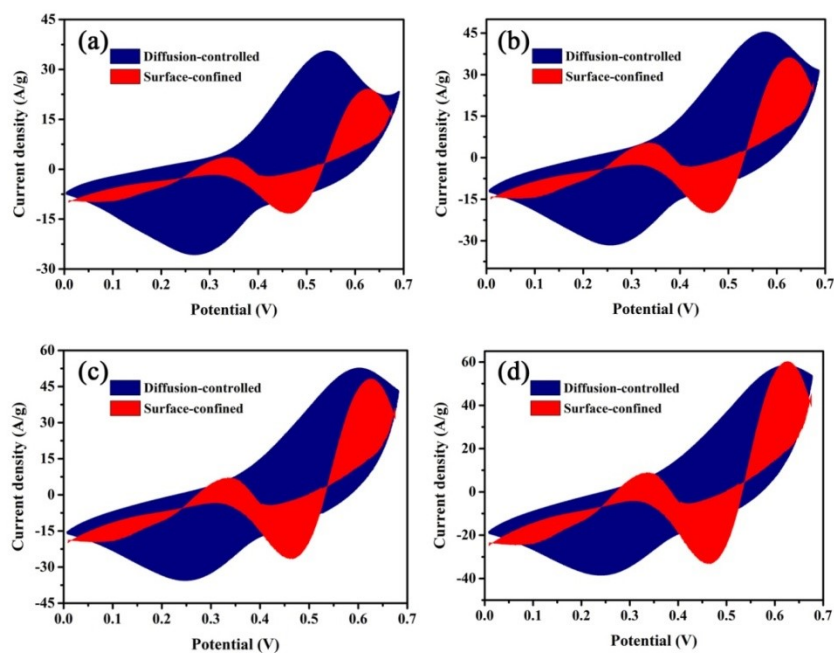 (a)
Diffusion-controlled
Surface-confined
Current density (A/g)
45
30
15
0
-15
-30
0.0 0.1 0.2 0.3 0.4 0.5 0.6 0.7
Potential (V)
(b)
Diffusion-controlled
Surface-confined
Current density (A/g)
45
30
15
0
-15
-30
0.0 0.1 0.2 0.3 0.4 0.5 0.6 0.7
Potential (V)
(c)
Diffusion-controlled
Surface-confined
Current density (A/g)
60
45
30
15
0
-15
-30
-45
0.0 0.1 0.2 0.3 0.4 0.5 0.6 0.7
Potential (V)
(d)
Diffusion-controlled
Surface-confined
Current density (A/g)
60
40
20
0
-20
-40
0.0 0.1 0.2 0.3 0.4 0.5 0.6 0.7
Potential (V)